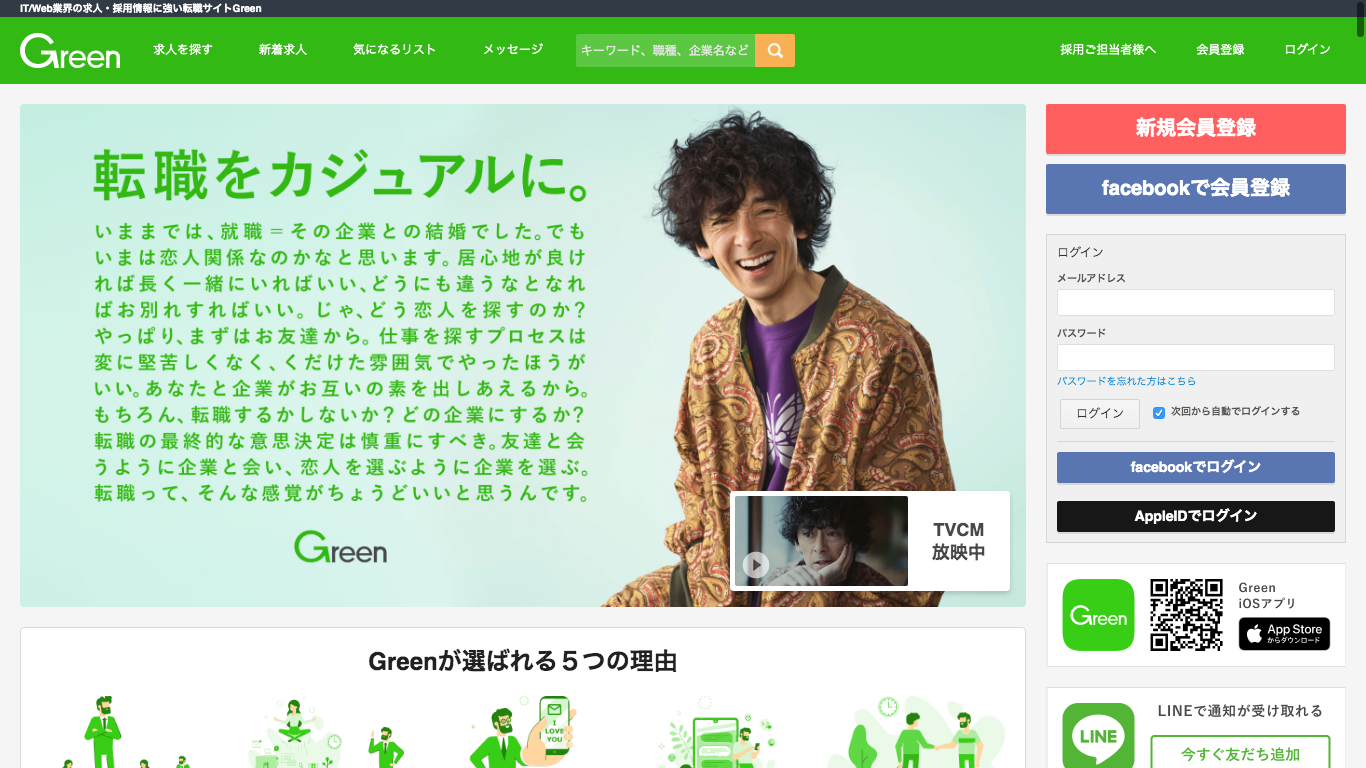 IT/Web業界の求人・採用情報に強い転職サイトGreen
Green
求人を探す
新着求人
気になるリスト
メッセージ
キーワード、職種、企業名など
採用ご担当者様へ
会員登録
ログイン
転職をカジュアルに。
いままでは、就職＝その企業との結婚でした。でも
いまは恋人関係なのかなと思います。居心地が良け
れば長く一緒にいればいい、どうにも違うなとなれ
ばお別れすればいい。じゃ、どう恋人を探すのか？
やっぱり、まずはお友達から。仕事を探すプロセスは
変に堅苦しくなく、くだけた雰囲気でやったほうが
いい。あなたと企業がお互いの素を出しあえるから。
もちろん、転職するかしないか？どの企業にするか？
転職の最終的な意思決定は慎重にすべき。友達と会
うように企業と会い、恋人を選ぶように企業を選ぶ。
転職って、そんな感覚がちょうどいいと思うんです。
Green
TVCM
放映中
新規会員登録
facebookで会員登録
ログイン
メールアドレス
パスワード
パスワードを忘れた方はこちら
ログイン
次回から自動でログインする
facebookでログイン
AppleIDでログイン
Green
Green
iOSアプリ
App Store
からダウンロード
LINE
LINEで通知が受け取れる
今すぐ友だち追加
Greenが選ばれる５つの理由
I
LOVE
YOU